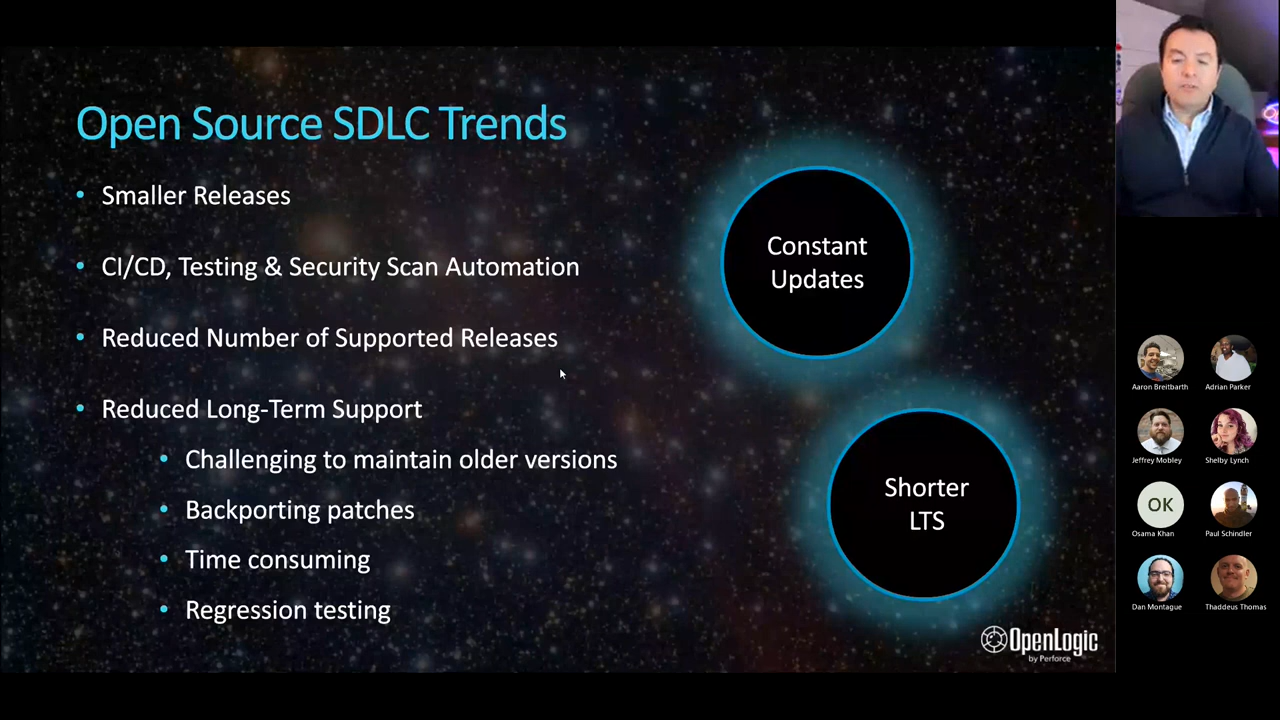 Open Source SDLC Trends
• Smaller Releases
• CI/CD, Testing & Security Scan Automation
• Reduced Number of Supported Releases
• Reduced Long-Term Support
• Challenging to maintain older versions
• Backporting patches
• Time consuming
• Regression testing
Constant
Updates
Shorter
LTS
OpenLogic
by Perforce
Aaron Breitbarth
Adrian Parker
Jeffrey Mobley
Shelby Lynch
OK
Osama Khan
Paul Schindler
Dan Montague
Thaddeus Thomas